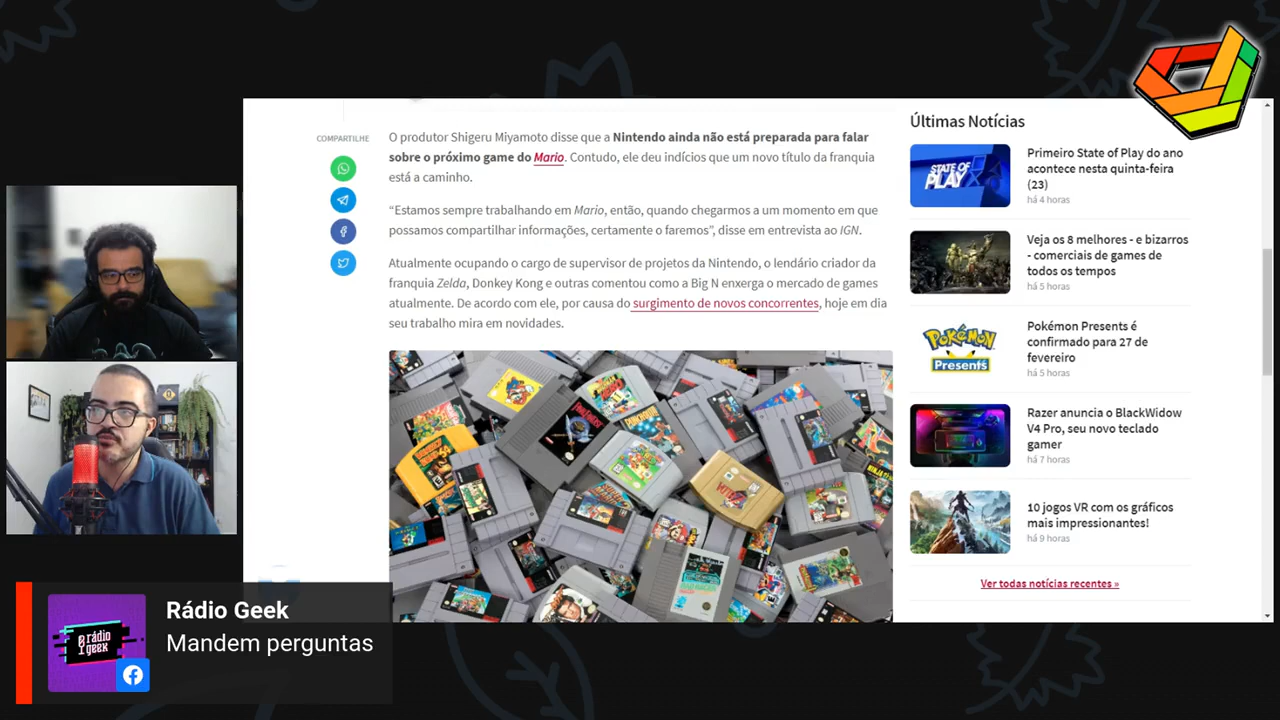 COMPARTILHE
O produtor Shigeru Miyamoto disse que a Nintendo ainda não está preparada para falar
sobre o próximo game do Mario. Contudo, ele deu indícios que um novo título da franquia
está a caminho.
“Estamos sempre trabalhando em Mario, então, quando chegarmos a um momento em que
possamos compartilhar informações, certamente o faremos”, disse em entrevista ao IGN.
Atualmente ocupando o cargo de supervisor de projetos da Nintendo, o lendário criador da
franquia Zelda, Donkey Kong e outras comentou como a Big N enxerga o mercado de games
atualmente. De acordo com ele, por causa do surgimento de novos concorrentes, hoje em dia
seu trabalho mira em novidades.
Últimas Notícias
STATE OF
PLAY
Primeiro State of Play do ano
acontece nesta quinta-feira
(23)
há 4 horas
Veja os 8 melhores - e bizarros
- comerciais de games de
todos os tempos
há 5 horas
POKéMON
Presents
Pokémon Presents é
confirmado para 27 de
fevereiro
há 5 horas
Razer anuncia o BlackWidow
V4 Pro, seu novo teclado
gamer
há 7 horas
10 jogos VR com os gráficos
mais impressionantes!
há 9 horas
Ver todas notícias recentes »
rádio
geek
Rádio Geek
Mandem perguntas